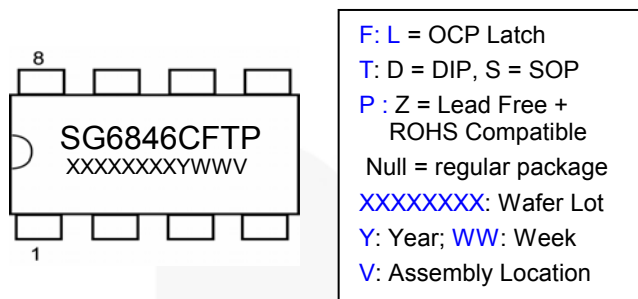 8
SG6846CFTP
XXXXXXXXYWWV
1
F: L = OCP Latch
T: D = DIP, S = SOP
P : Z = Lead Free +
ROHS Compatible
Null = regular package
XXXXXXXX: Wafer Lot
Y: Year; WW: Week
V: Assembly Location